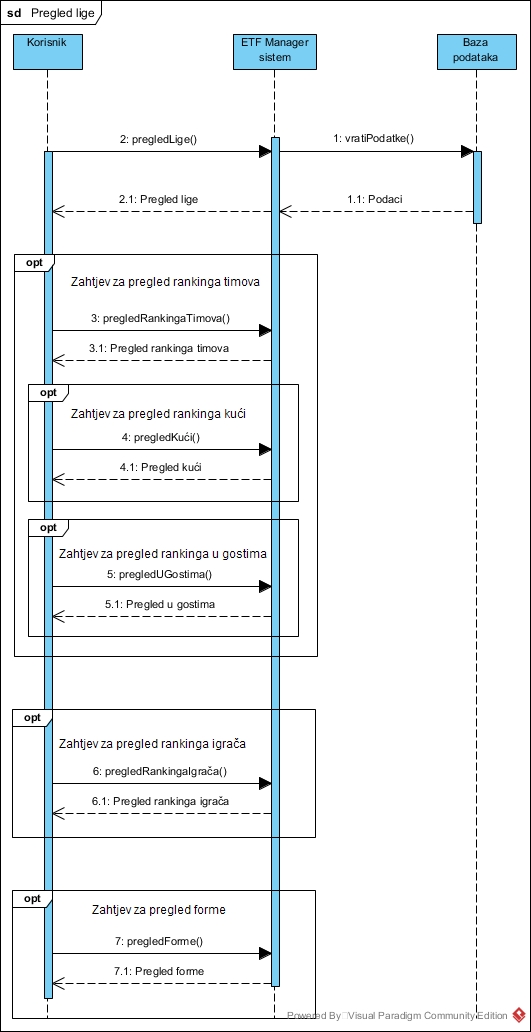 sd Pregled lige
Korisnik
ETF Manager
sistem
Baza
podataka
2: pregledLige()
1: vratiPodatke()
2.1: Pregled lige
1.1: Podaci
opt
Zahtjev za pregled rankinga timova
3: pregledRankingaTimova()
3.1: Pregled rankinga timova
opt
Zahtjev za pregled rankinga kući
4: pregledKući()
4.1: Pregled kući
opt
Zahtjev za pregled rankinga u gostima
5: pregledUGostima()
5.1: Pregled u gostima
opt
Zahtjev za pregled rankinga igrača
6: pregledRankingaIgrača()
6.1: Pregled rankinga igrača
opt
Zahtjev za pregled forme
7: pregledForme()
7.1: Pregled forme
Powered By Visual Paradigm Community Edition